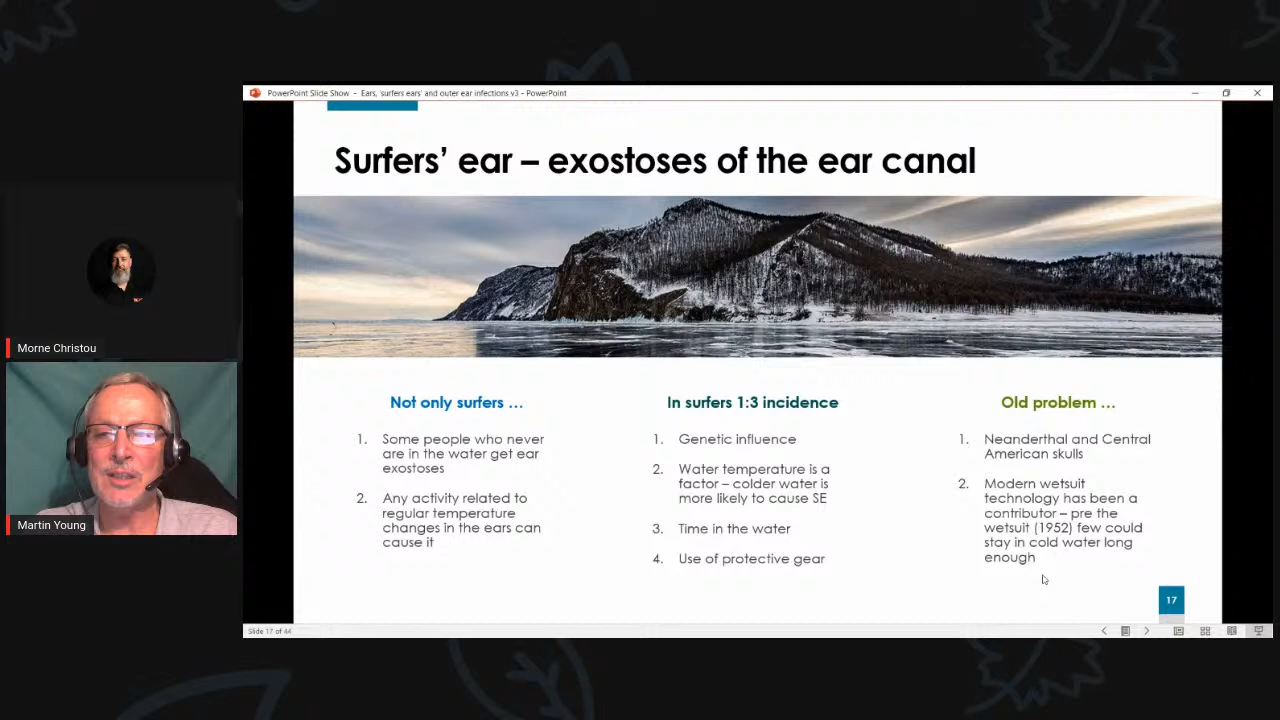 PowerPoint Slide Show - Ears, 'surfers ears' and outer ear infections v3 - PowerPoint
Surfers' ear – exostoses of the ear canal
Not only surfers …
1. Some people who never
are in the water get ear
exostoses
2. Any activity related to
regular temperature
changes in the ears can
cause it
In surfers 1:3 incidence
1. Genetic influence
2. Water temperature is a
factor – colder water is
more likely to cause SE
3. Time in the water
4. Use of protective gear
Old problem …
1. Neanderthal and Central
American skulls
2. Modern wetsuit
technology has been a
contributor – pre the
wetsuit (1952) few could
stay in cold water long
enough
17
Slide 17 of 44
Morne Christou
Martin Young